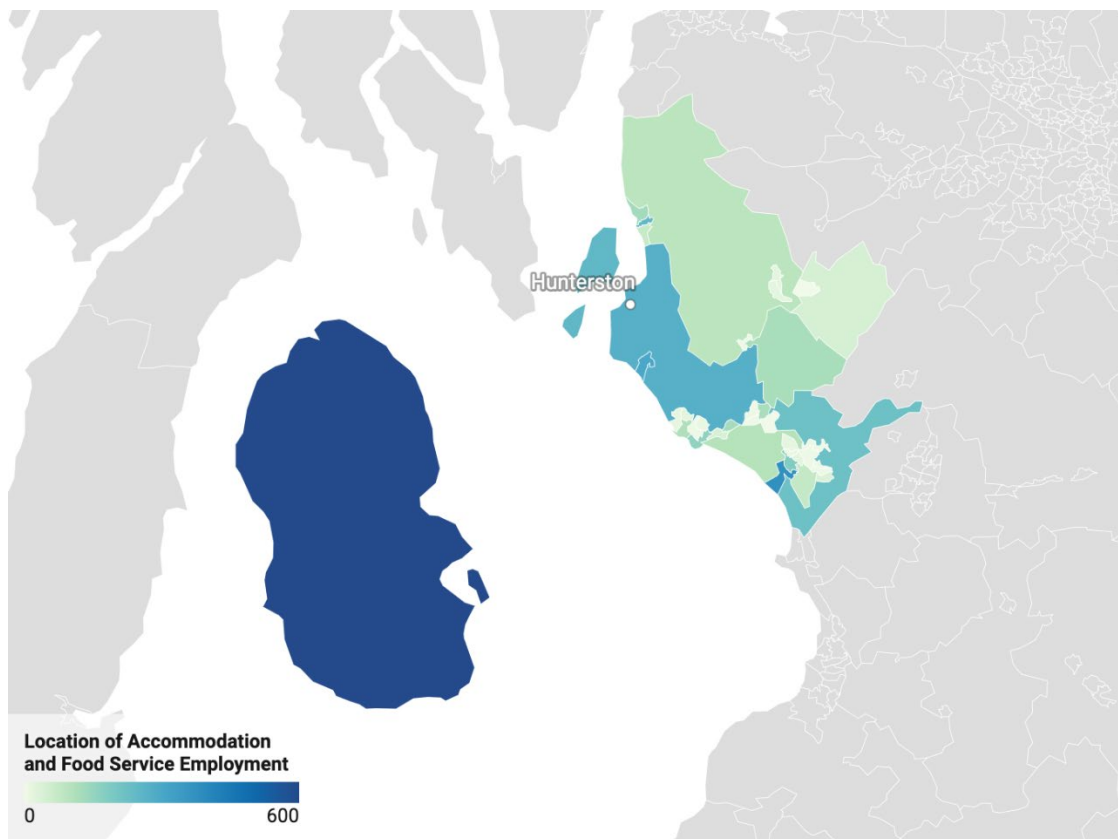 Hunterston
Location of Accommodation
and Food Service Employment
0
600